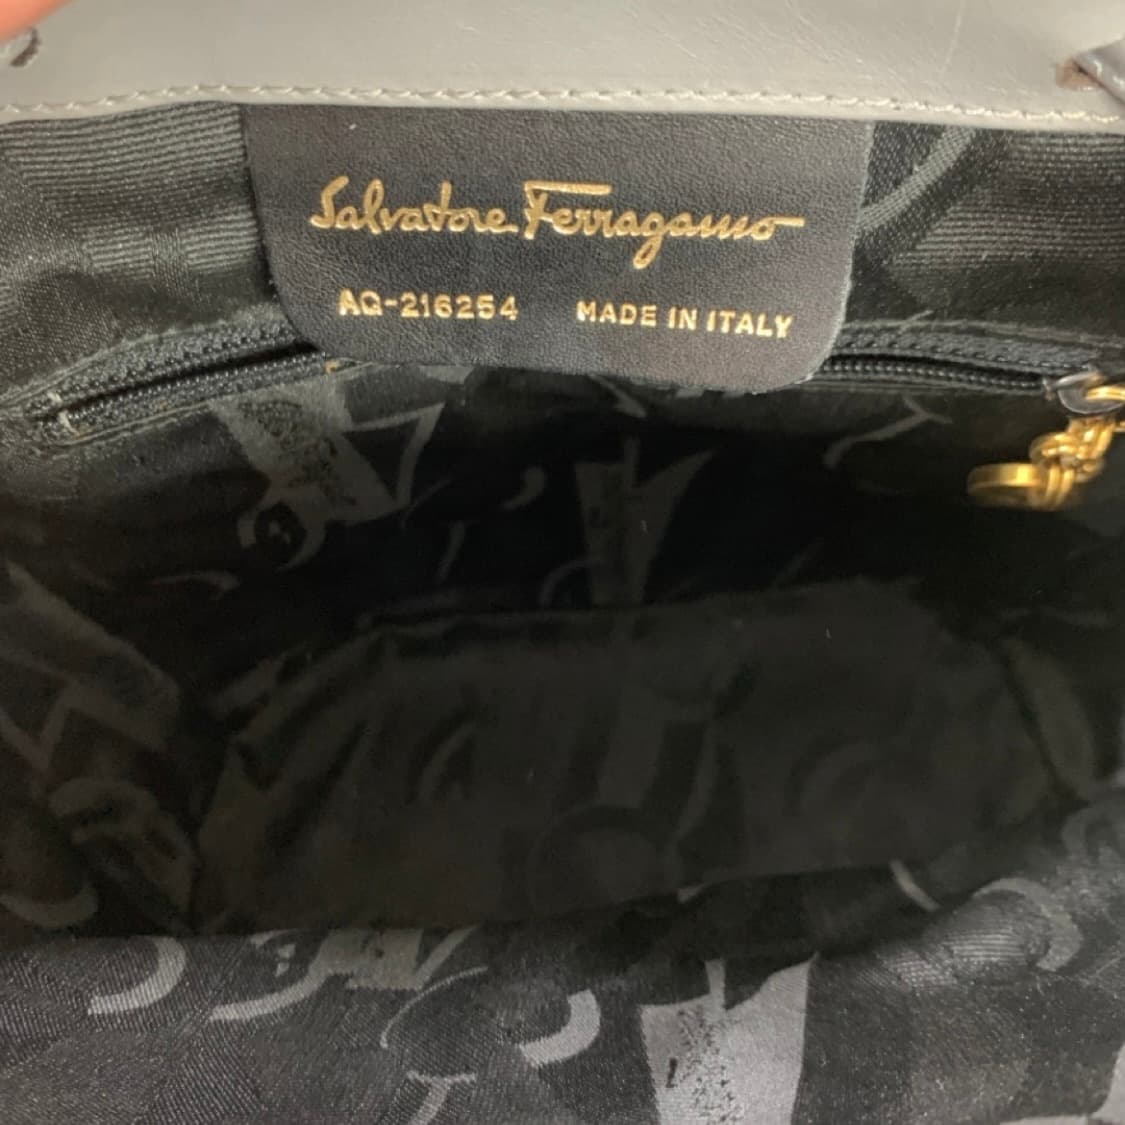 Salvatore Ferragamo
AQ-216254 MADE IN ITALY